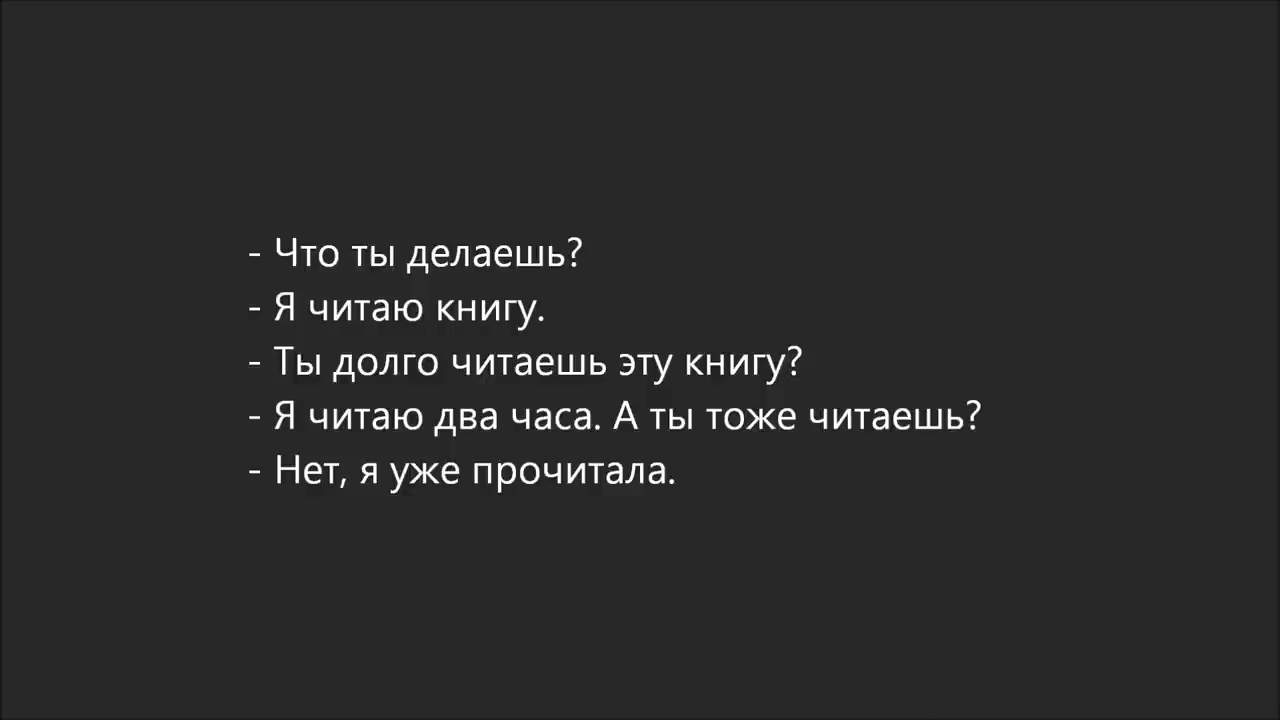 - Что ты делаешь?
- Я читаю книгу.
- Ты долго читаешь эту книгу?
- Я читаю два часа. А ты тоже читаешь?
- Нет, я уже прочитала.